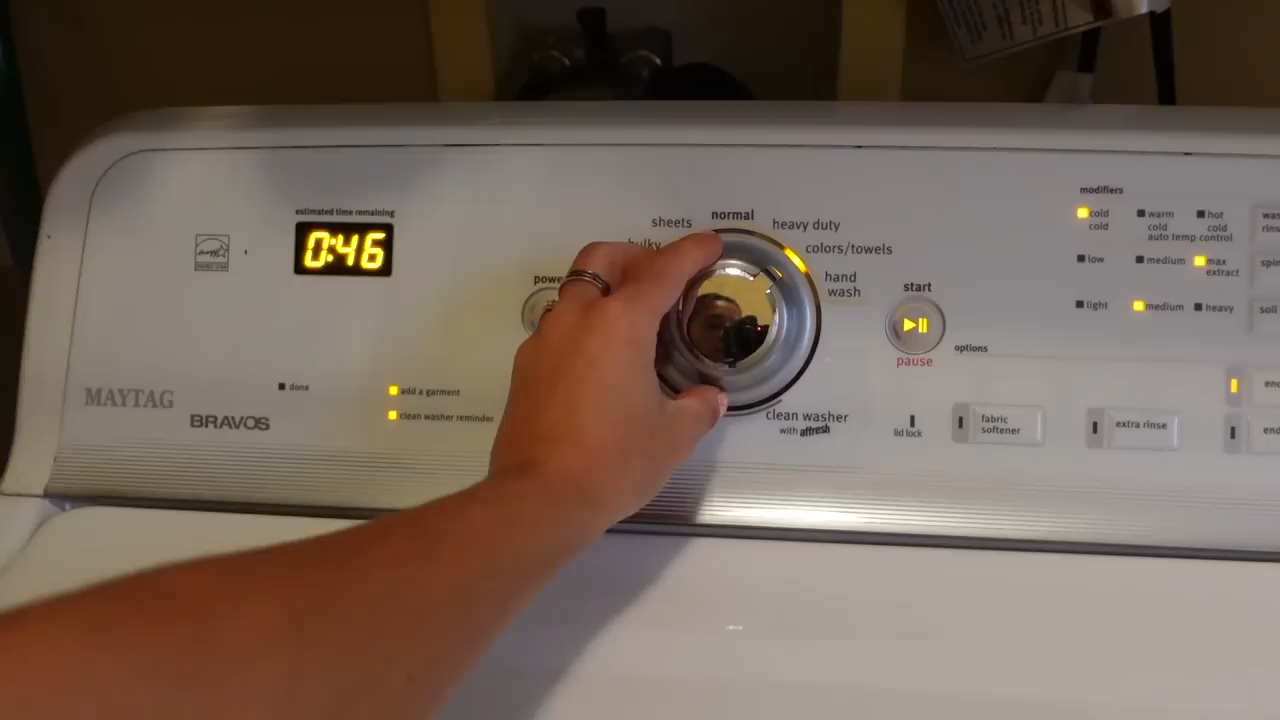 estimated time remaining
0:46
done
add a garment
clean washer reminder
MAYTAG
BRAVOS
sheets
normal
heavy duty
bulky
colors/towels
hand
wash
clean washer
with affresh
start
pause
modifiers
cold
cold
warm
cold
hot
cold
auto temp control
low
medium
max
extract
light
medium
heavy
soil
options
lid lock
fabric
softener
extra rinse